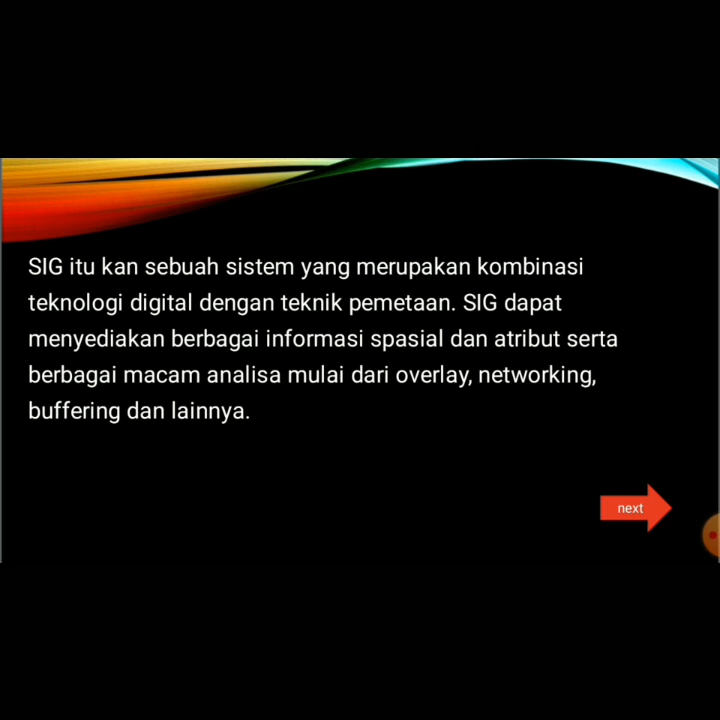 SIG itu kan sebuah sistem yang merupakan kombinasi
teknologi digital dengan teknik pemetaan. SIG dapat
menyediakan berbagai informasi spasial dan atribut serta
berbagai macam analisa mulai dari overlay, networking,
buffering dan lainnya.
next